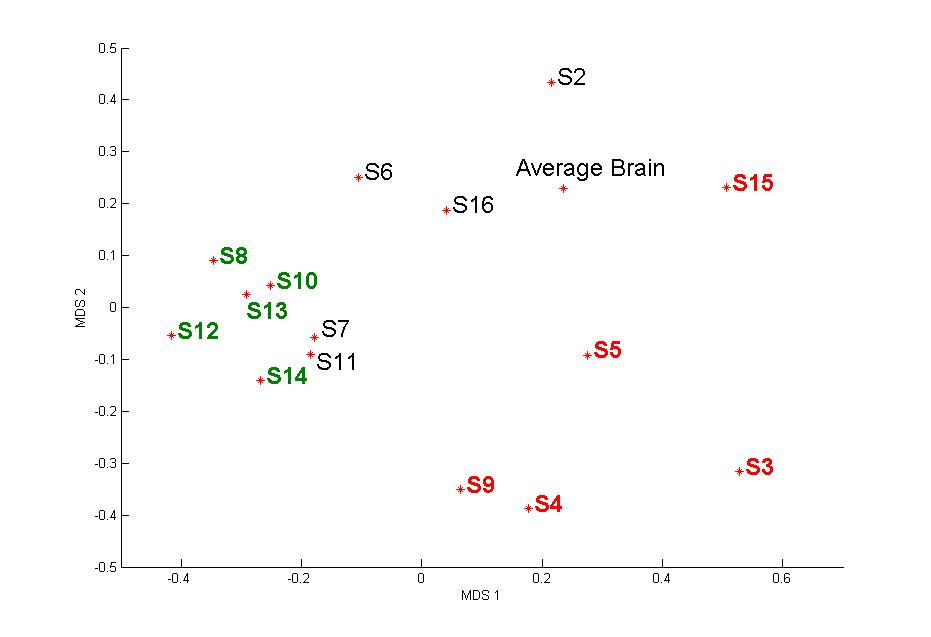 0.5
S2
0.4
0.3
Average Brain
S6
S15
0.2
S16
0.1
S8
S10
0
S13
MDS 2
S12
S7
S5
-0.1
S11
S14
-0.2
-0.3
S3
S9
-0.4
S4
-0.5
-0.4 -0.2 0 0.2 0.4 0.6
MDS 1